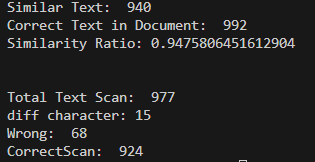 Similar Text:  940
Correct Text in Document:  992
Similarity Ratio: 0.9475806451612904
Total Text Scan:  977
diff character: 15
Wrong:  68
CorrectScan:  924